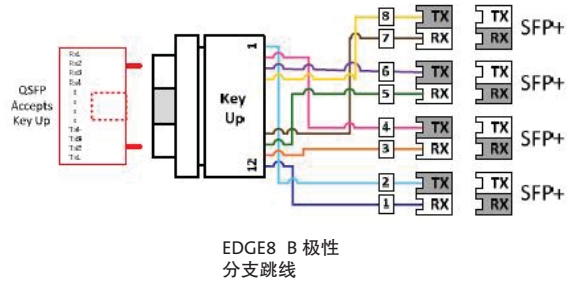 QSFP
Accepts
Key Up
Rx1
Rx2
Rx3
Rx4
Tx4
Tx3
Tx2
Tx1
Key
Up
1
12
8 TX TX
7 RX RX
SFP+
6 TX TX
5 RX RX
SFP+
4 TX TX
3 RX RX
SFP+
2 TX TX
1 RX RX
SFP+
EDGE8 B 极性
分支跳线